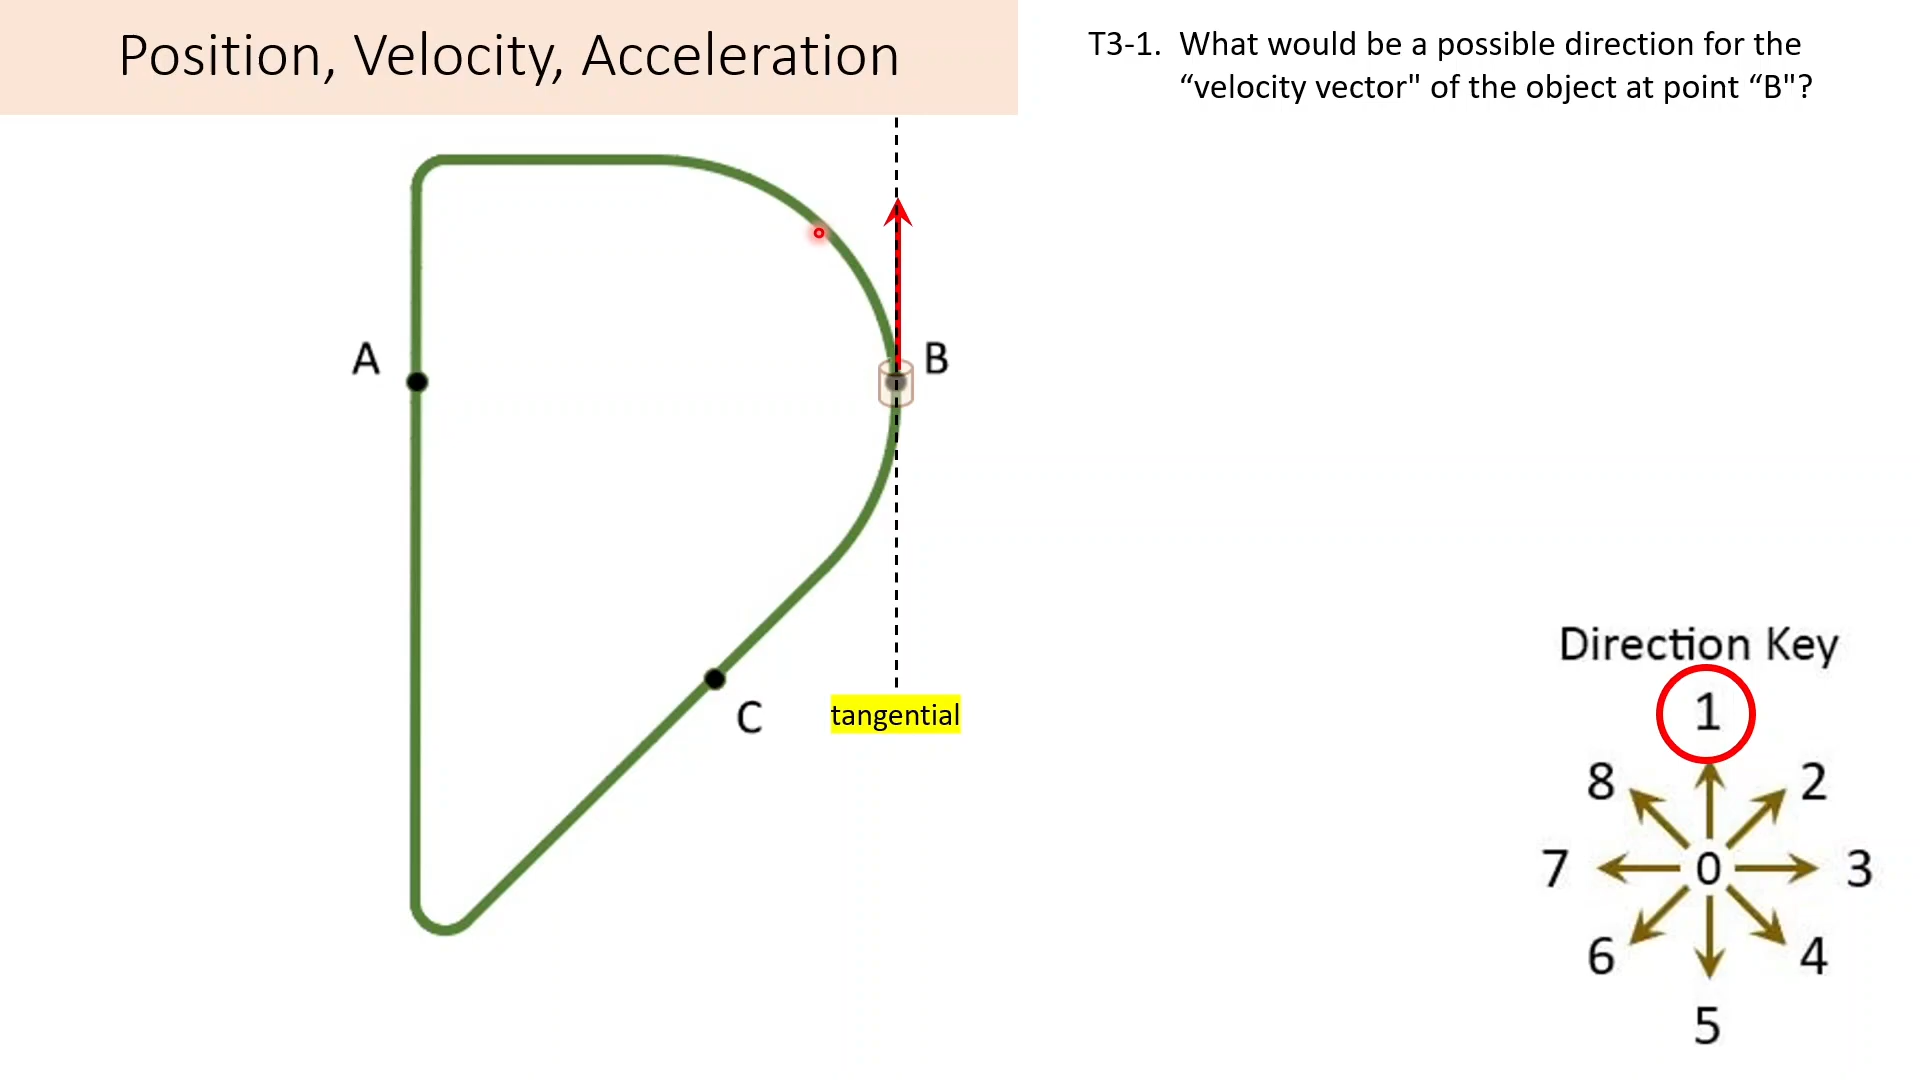 Position, Velocity, Acceleration
T3-1. What would be a possible direction for the
“velocity vector" of the object at point “B"?
A
B
C
tangential
Direction Key
1
8
2
7
0
3
6
4
5